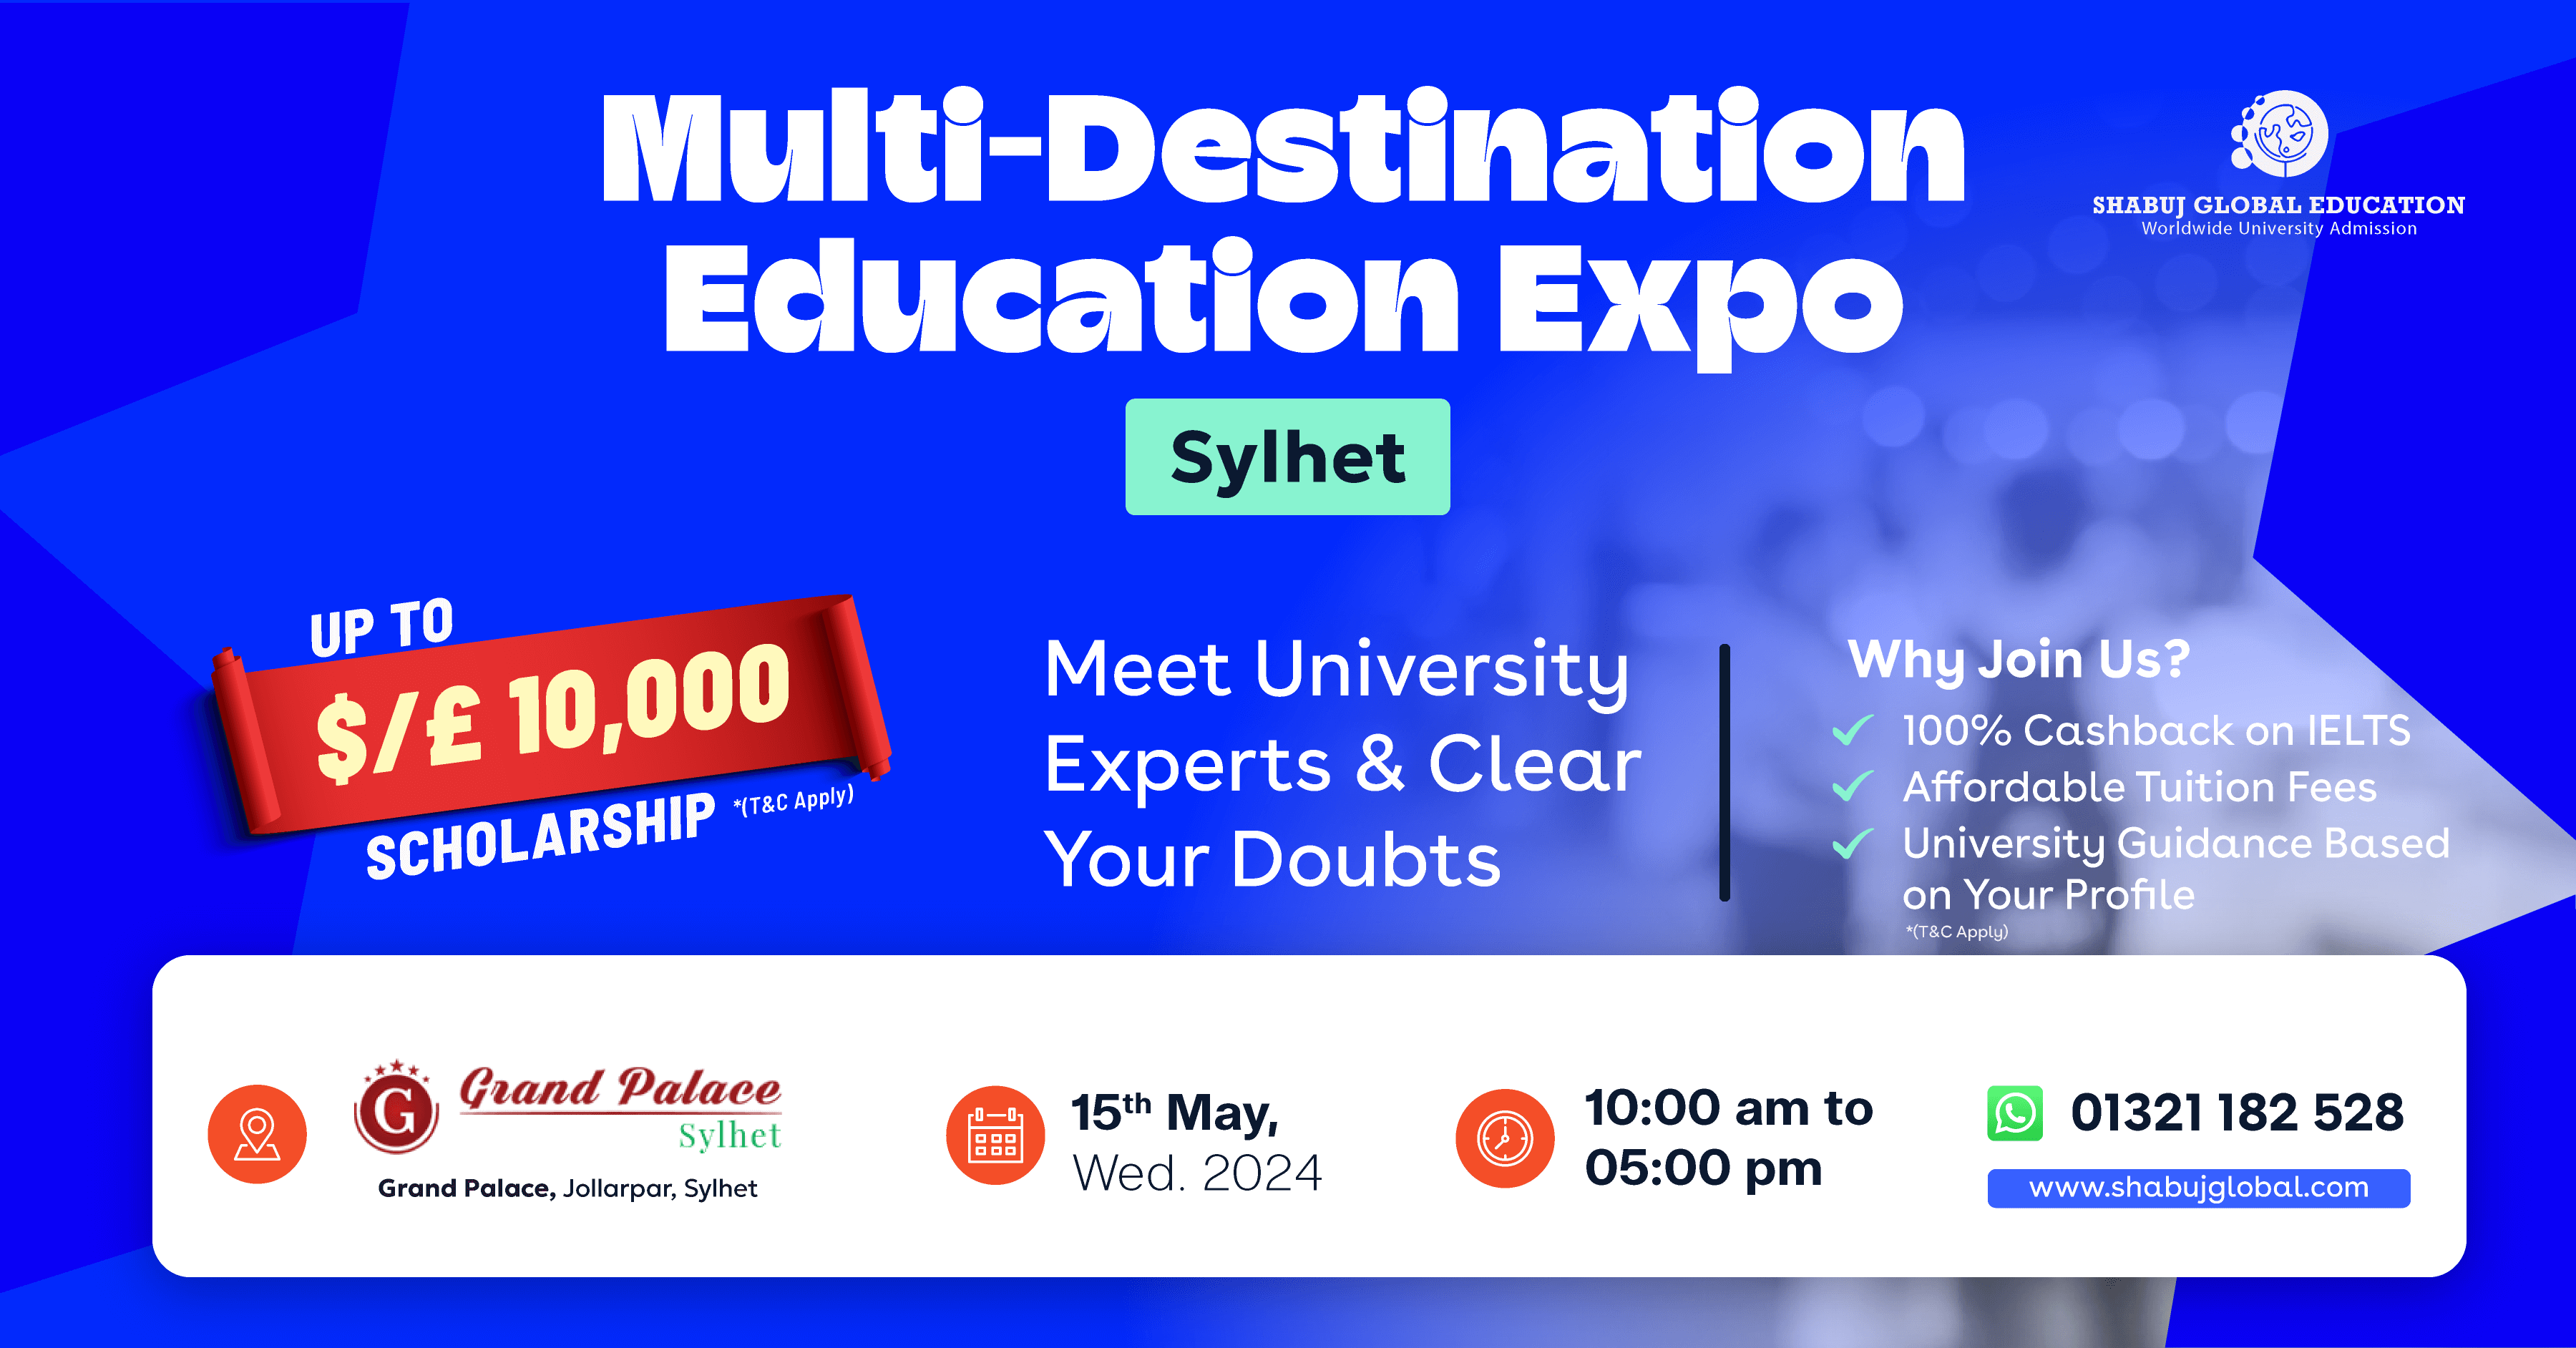 Multi-Destination
Education Expo
SHABUJ GLOBAL EDUCATION
Worldwide University Admission
Sylhet
UP TO
$/£ 10,000
SCHOLARSHIP *(T&C Apply)
Meet University
Experts & Clear
Your Doubts
Why Join Us?
100% Cashback on IELTS
Affordable Tuition Fees
University Guidance Based
on Your Profile
*(T&C Apply)
G
Grand Palace
Sylhet
Grand Palace, Jollarpar, Sylhet
15th May,
Wed. 2024
10:00 am to
05:00 pm
01321 182 528
www.shabujglobal.com